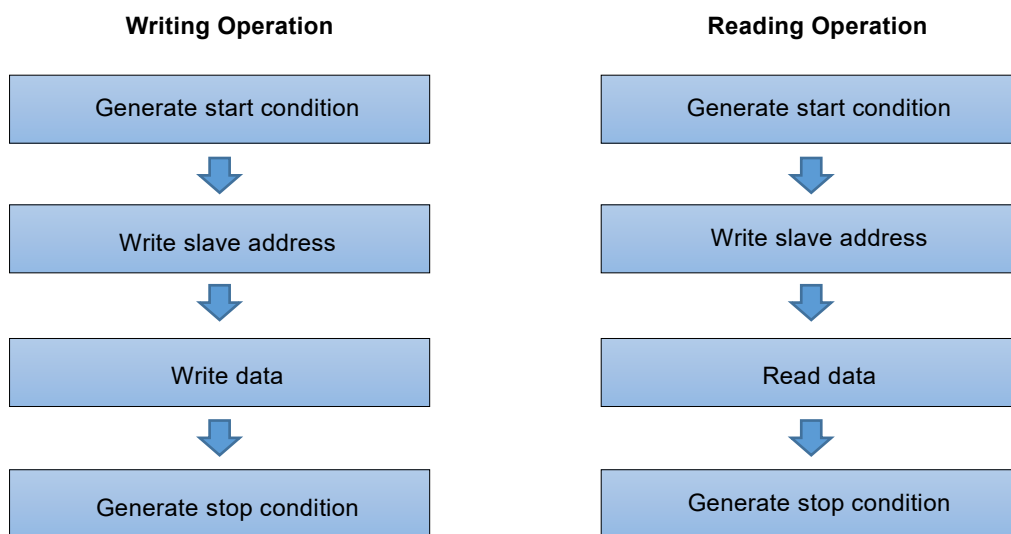 Writing Operation
Generate start condition
Write slave address
Write data
Generate stop condition
Reading Operation
Generate start condition
Write slave address
Read data
Generate stop condition